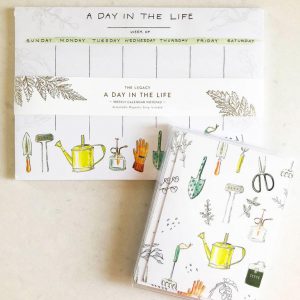 A DAY IN THE LIFE
WEEK OF
SUNDAY MONDAY TUESDAY WEDNESDAY THURSDAY FRIDAY SATURDAY
THE LEGACY
A DAY IN THE LIFE
WEEKLY CALENDAR NOTEPAD